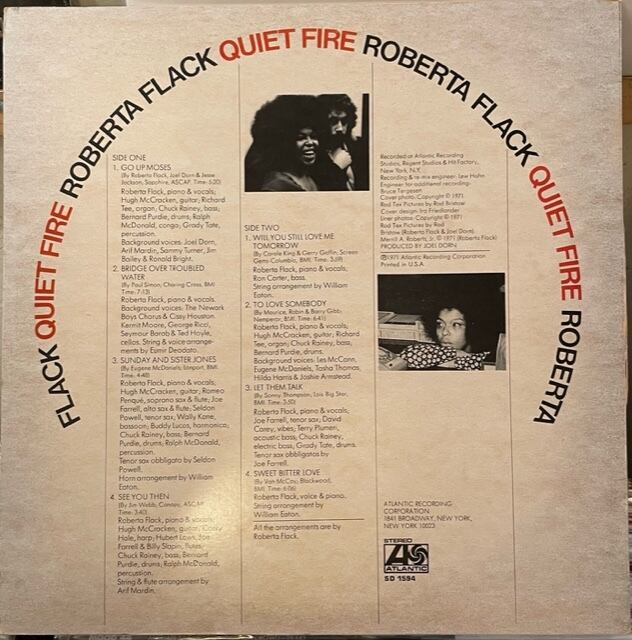 FLACK QUIET FIRE ROBERTA FLACK QUIET FIRE ROBERTA FLACK QUIET FIRE ROBERTA
SIDE ONE
1. GO UP MOSES
(By Roberta Flack, Joel Dorn & Jesse
Jackson, Sapphire, ASCAP. Time: 5:20)
Roberta Flack, piano & vocals;
Hugh McCracken, guitar; Richard
Tee, organ; Chuck Rainey, bass;
Bernard Purdie, drums; Ralph
McDonald, conga; Grady Tate,
percussion.
Background voices: Joel Dorn,
Arif Mardin, Sammy Turner, Jim
Bailey & Ronald Bright.
2. BRIDGE OVER TROUBLED
WATER
(By Paul Simon, Charing Cross, BMI
Time: 7:13)
Roberta Flack, piano & vocals.
Background voices: The Newark
Boys Chorus & Cissy Houston.
Kermit Moore, George Ricci,
Seymour Barab & Ted Hoyle,
cellos. String & voice arrange-
ments by Eumir Deodato.
3. SUNDAY AND SISTER JONES
(By Eugene McDaniels; Lonport, BMI.
Time: 4:48)
Roberta Flack, piano & vocals;
Hugh McCracken, guitar; Romeo
Penqué, soprano sax & flute; Joe
Farrell, alto sax & flute; Seldon
Powell, tenor sax; Wally Kane,
bassoon; Buddy Lucas, harmonica;
Chuck Rainey, bass; Bernard
Purdie, drums; Ralph McDonald,
percussion.
Tenor sax obbligato by Seldon
Powell.
Horn arrangement by William
Eaton.
4. SEE YOU THEN
(By Jim Webb, Canopy, ASCAP
Time: 3:40)
Roberta Flack, piano & vocals;
Hugh McCracken, guitar; Corky
Hale, harp; Hubert Laws, Joe
Farrell & Billy Slapin, flutes;
Chuck Rainey, bass; Bernard
Purdie, drums; Ralph McDonald,
percussion.
String & flute arrangement by
Arif Mardin.
SIDE TWO
1. WILL YOU STILL LOVE ME
TOMORROW
(By Carole King & Gerry Goffin, Screen
Gems Columbia, BMI. Time: 3:59)
Roberta Flack, piano & vocals;
Ron Carter, bass.
String arrangement by William
Eaton.
2. TO LOVE SOMEBODY
(By Maurice, Robin & Barry Gibb;
Nemperor, BMI. Time: 6:41)
Roberta Flack, piano & vocals;
Hugh McCracken, guitar; Richard
Tee, organ; Chuck Rainey, bass;
Bernard Purdie, drums.
Background voices: Les McCann,
Eugene McDaniels, Tasha Thomas,
Hilda Harris & Joshie Armstead.
3. LET THEM TALK
(By Sonny Thompson, Lois Big Star,
BMI. Time: 3:50)
Roberta Flack, piano & vocals;
Joe Farrell, tenor sax; David
Carey, vibes; Terry Plumeri,
acoustic bass; Chuck Rainey,
electric bass; Grady Tate, drums.
Tenor sax obbligatos by
Joe Farrell.
4. SWEET BITTER LOVE
(By Van McCoy, Blackwood,
BMI. Time: 6:06)
Roberta Flack, voice & piano.
String arrangement by
William Eaton.
All the arrangements are by
Roberta Flack.
Recorded at Atlantic Recording
Studios, Regent Studios & Hit Factory,
New York, N.Y.
Recording & re-mix engineer: Lew Hahn
Engineer for additional recording-
Bruce Tergesen
Cover photo: Copyright © 1971
Rod Tex Pictures by Rod Bristow
Cover design: Ira Friedlander
Liner photos: Copyright © 1971
Rod Tex Pictures by Rod
Bristow (Roberta Flack & Joel Dorn).
Merrill A. Roberts, Jr. © 1971 (Roberta Flack)
PRODUCED BY JOEL DORN
℗1971 Atlantic Recording Corporation
Printed in U.S.A.
ATLANTIC RECORDING
CORPORATION
1841 BROADWAY, NEW YORK,
NEW YORK 10023
STEREO
ATLANTIC
SD 1594